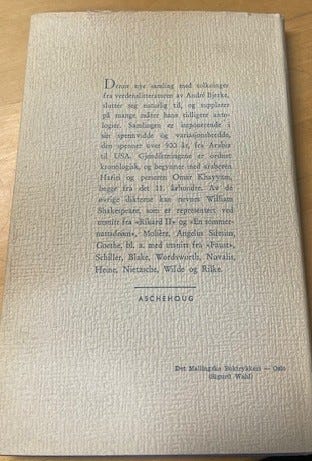 Denne nye samling med tolkninger
fra verdenslitteraturen av André Bjerke,
slutter seg naturlig til, og supplerer
på mange måter hans tidligere anto-
logier. Samlingen er imponerende i
sin spennvidde og variasjonsbredde,
den spenner over 900 år, fra Arabia
til USA. Gjendiktningene er ordnet
kronologisk, og begynner med araberen
Hariri og perseren Omar Khayyam,
begge fra det 11. århundre. Av de
øvrige dikterne kan nevnes William
Shakespeare, som er representert ved
utsnitt fra «Rikard II» og «En sommer-
nattsdrøm», Molière, Angelus Silesius,
Goethe, bl. a. med utsnitt fra «Faust»,
Schiller, Blake, Wordsworth, Novalis,
Heine, Nietzsche, Wilde og Rilke.
ASCHEHOUG
Det Mallingske Boktrykkeri — Oslo
(Sigurd Wahl)